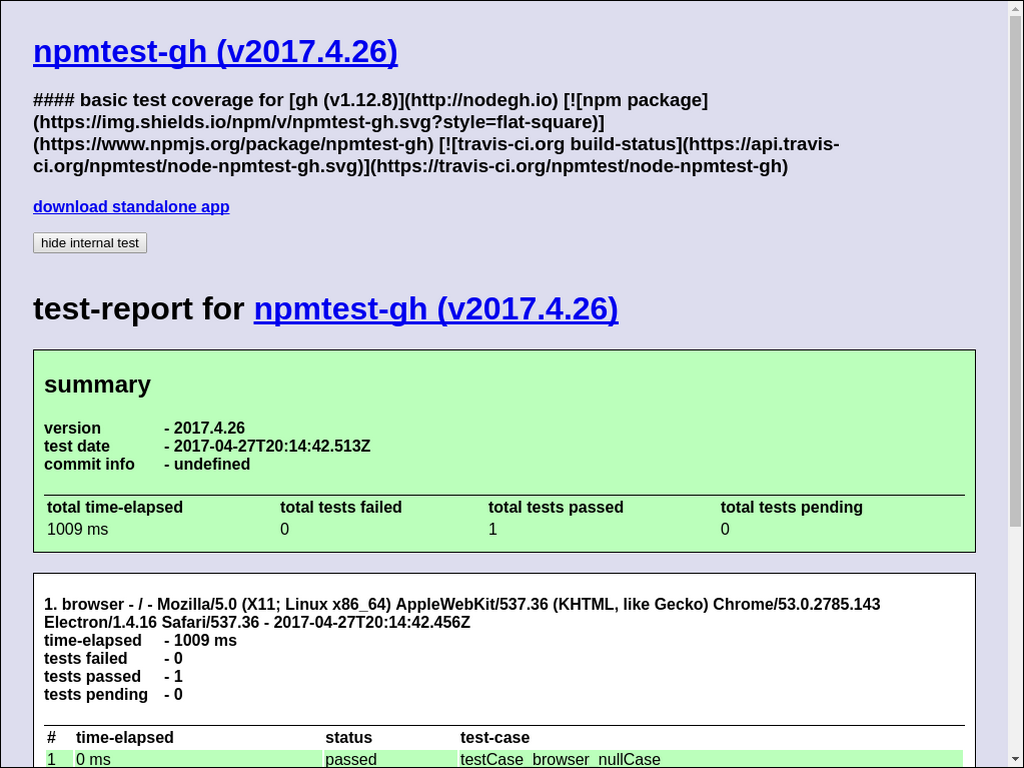 npmtest-gh (v2017.4.26)
#### basic test coverage for [gh (v1.12.8)](http://nodegh.io) [![npm package]
(https://img.shields.io/npm/v/npmtest-gh.svg?style=flat-square)]
(https://www.npmjs.org/package/npmtest-gh) [![travis-ci.org build-status](https://api.travis-
ci.org/npmtest/node-npmtest-gh.svg)](https://travis-ci.org/npmtest/node-npmtest-gh)
download standalone app
hide internal test
test-report for npmtest-gh (v2017.4.26)
summary
version - 2017.4.26
test date - 2017-04-27T20:14:42.513Z
commit info - undefined
total time-elapsed total tests failed total tests passed total tests pending
1009 ms 0 1 0
1. browser - / - Mozilla/5.0 (X11; Linux x86_64) AppleWebKit/537.36 (KHTML, like Gecko) Chrome/53.0.2785.143
Electron/1.4.16 Safari/537.36 - 2017-04-27T20:14:42.456Z
time-elapsed - 1009 ms
tests failed - 0
tests passed - 1
tests pending - 0
# time-elapsed status test-case
1 0 ms passed testCase_browser_nullCase